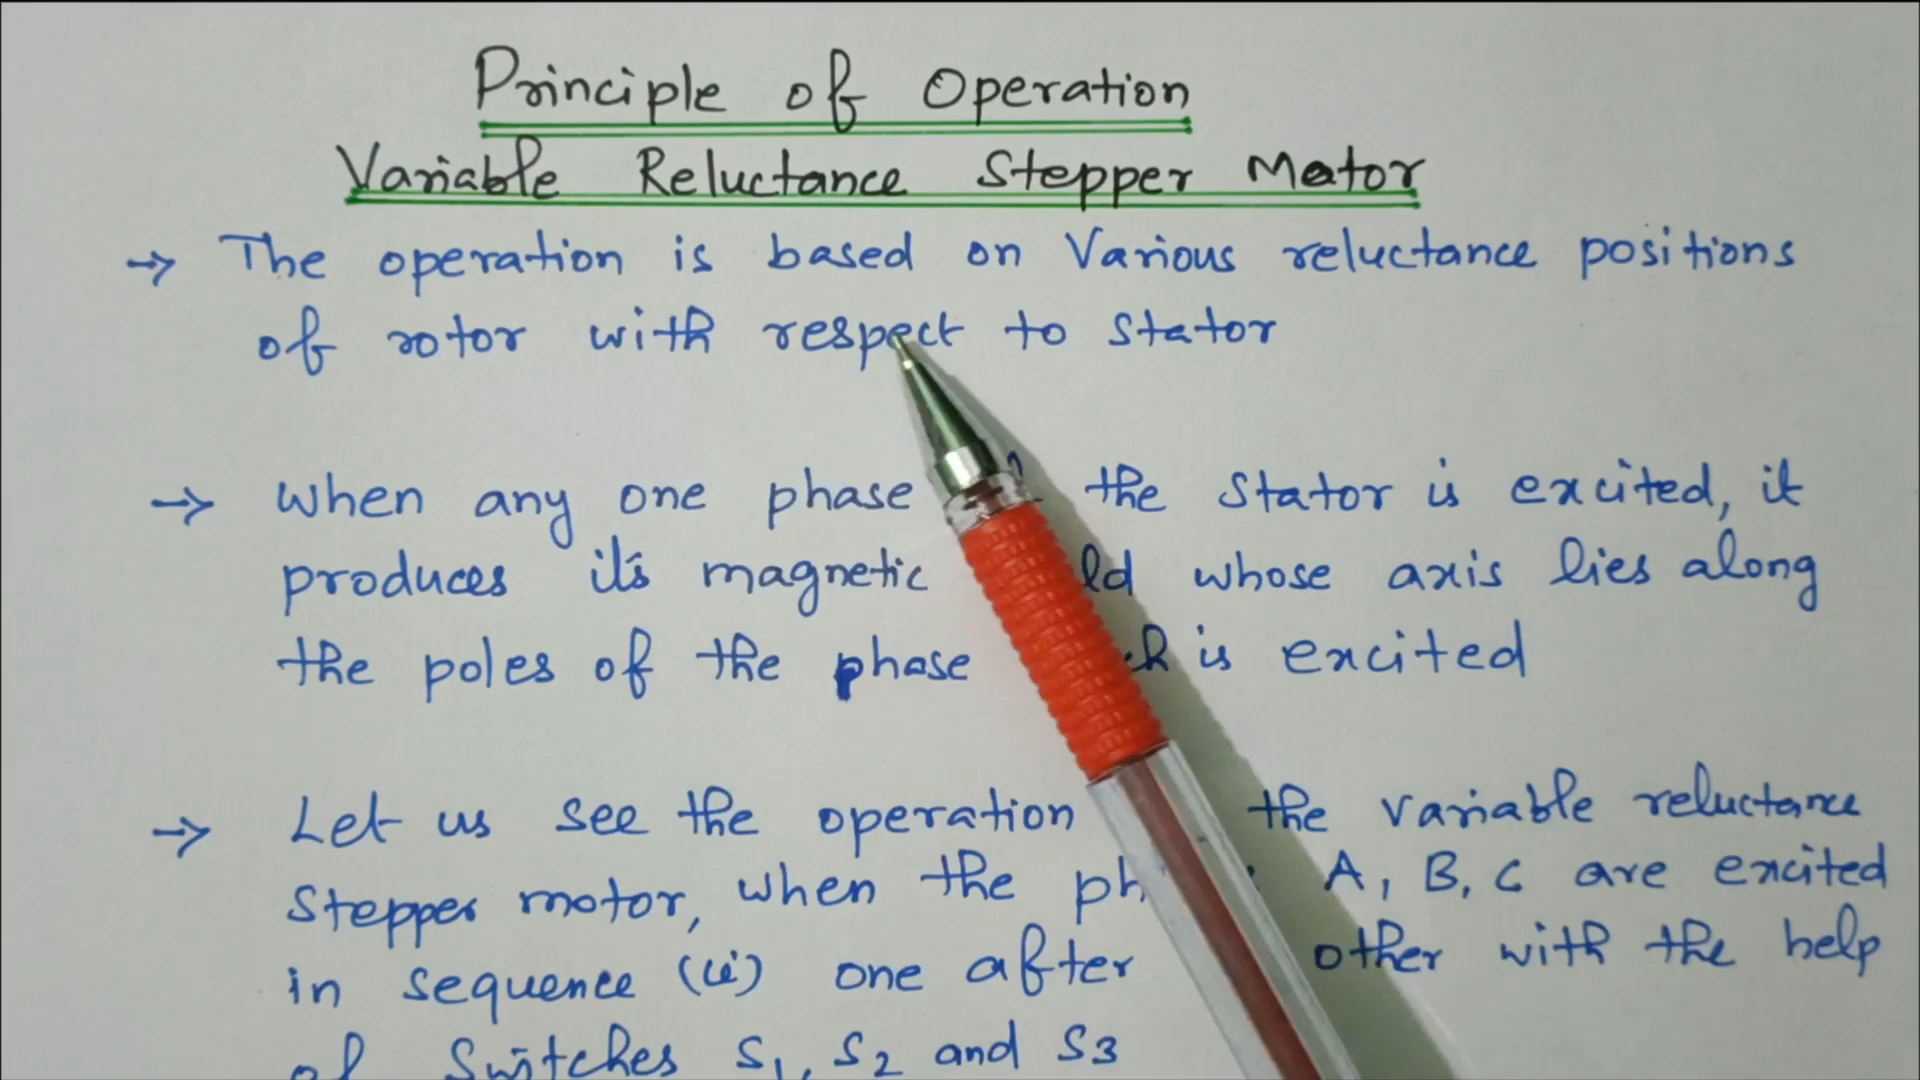 Principle of Operation
Variable Reluctance Stepper Motor
→ The operation is based on Various reluctance positions
of rotor with respect to stator
→ When any one phase the stator is excited, it
produces it's magnetic whose axis lies along
the poles of the phase is excited
→ Let us see the operation the variable reluctance
Stepper motor, when the A, B, C are excited
in sequence (ie) one after other with the help
of Switches S1, S2 and S3